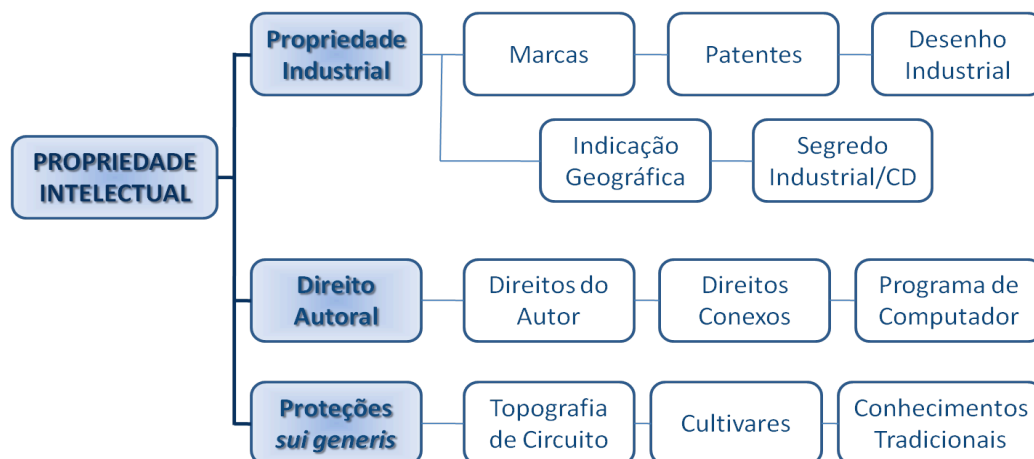 PROPRIEDADE
INTELECTUAL
Propriedade
Industrial
Marcas
Patentes
Desenho
Industrial
Indicação
Geográfica
Segredo
Industrial/CD
Direito
Autoral
Direitos do
Autor
Direitos
Conexos
Programa de
Computador
Proteções
sui generis
Topografia
de Circuito
Cultivares
Conhecimentos
Tradicionais